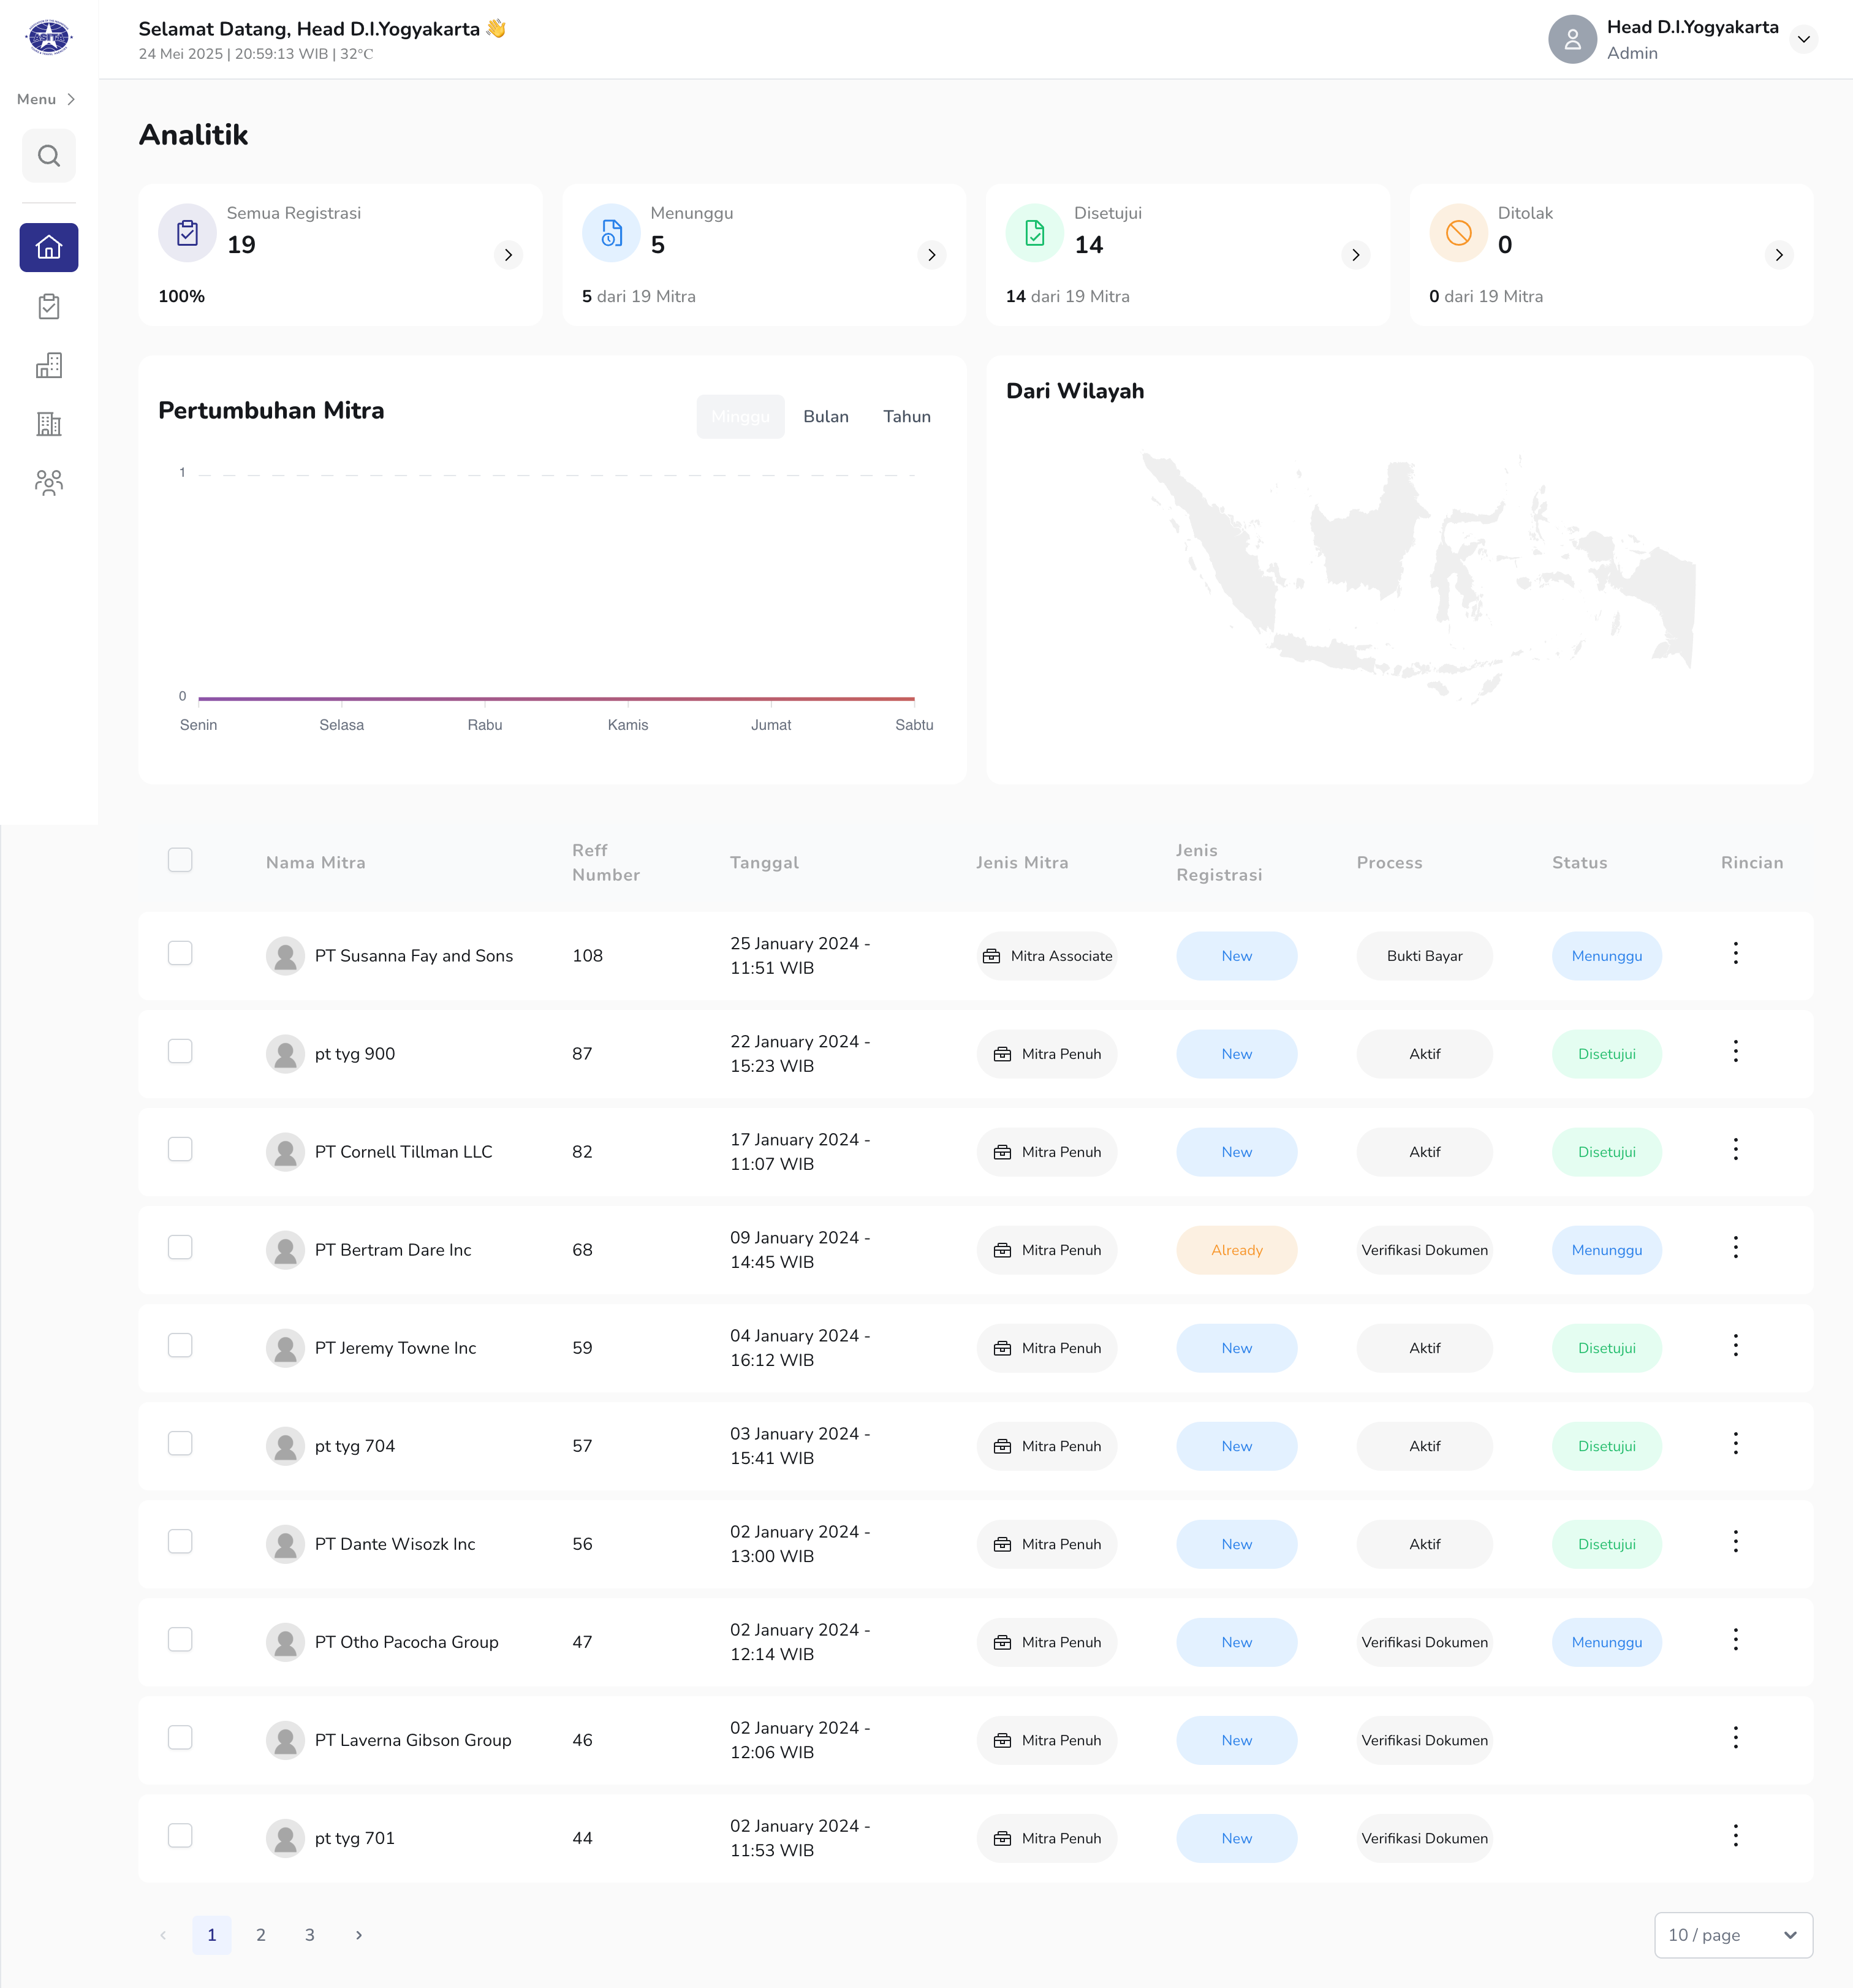 Selamat Datang, Head D.I.Yogyakarta 👋
24 Mei 2025 | 20:59:13 WIB | 32°C
Head D.I.Yogyakarta
Admin
Menu
Analitik
Semua Registrasi
19
100%
Menunggu
5
5 dari 19 Mitra
Disetujui
14
14 dari 19 Mitra
Ditolak
0
0 dari 19 Mitra
Pertumbuhan Mitra
Minggu
Bulan
Tahun
1
0
Senin
Selasa
Rabu
Kamis
Jumat
Sabtu
Dari Wilayah
Nama Mitra
Reff
Number
Tanggal
Jenis Mitra
Jenis
Registrasi
Process
Status
Rincian
PT Susanna Fay and Sons
108
25 January 2024 -
11:51 WIB
Mitra Associate
New
Bukti Bayar
Menunggu
pt tyg 900
87
22 January 2024 -
15:23 WIB
Mitra Penuh
New
Aktif
Disetujui
PT Cornell Tillman LLC
82
17 January 2024 -
11:07 WIB
Mitra Penuh
New
Aktif
Disetujui
PT Bertram Dare Inc
68
09 January 2024 -
14:45 WIB
Mitra Penuh
Already
Verifikasi Dokumen
Menunggu
PT Jeremy Towne Inc
59
04 January 2024 -
16:12 WIB
Mitra Penuh
New
Aktif
Disetujui
pt tyg 704
57
03 January 2024 -
15:41 WIB
Mitra Penuh
New
Aktif
Disetujui
PT Dante Wisozk Inc
56
02 January 2024 -
13:00 WIB
Mitra Penuh
New
Aktif
Disetujui
PT Otho Pacocha Group
47
02 January 2024 -
12:14 WIB
Mitra Penuh
New
Verifikasi Dokumen
Menunggu
PT Laverna Gibson Group
46
02 January 2024 -
12:06 WIB
Mitra Penuh
New
Verifikasi Dokumen
pt tyg 701
44
02 January 2024 -
11:53 WIB
Mitra Penuh
New
Verifikasi Dokumen
1
2
3
10 / page